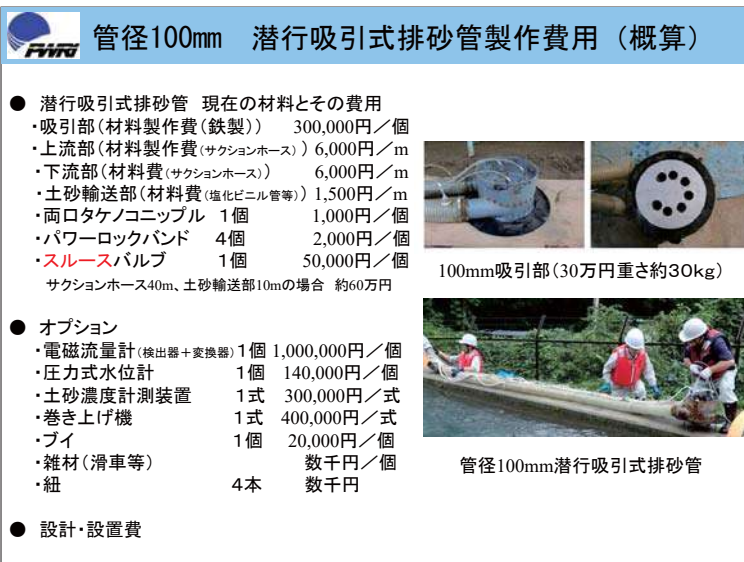 PWRI
管径100㎜　潜行吸引式排砂管製作費用（概算）
● 潜行吸引式排砂管 現在の材料とその費用
・吸引部（材料製作費（鉄製）） 300,000円／個
・上流部（材料製作費（サクションホース）） 6,000円／m
・下流部（材料費（サクションホース）） 6,000円／m
・土砂輸送部（材料費（塩化ビニル管等）） 1,500円／m
・両口タケノコニップル １個 1,000円／個
・パワーロックバンド ４個 2,000円／個
・スルースバルブ １個 50,000円／個
サクションホース40m、土砂輸送部10mの場合 約60万円
100mm吸引部（30万円重さ約３０kg）
● オプション
・電磁流量計（検出器＋変換器）１個 1,000,000円／個
・圧力式水位計 １個 140,000円／個
・土砂濃度計測装置 １式 300,000円／式
・巻き上げ機 １式 400,000円／式
・ブイ １個 20,000円／個
・雑材（滑車等） 数千円／個
・紐 ４本 数千円
管径100mm潜行吸引式排砂管
● 設計・設置費